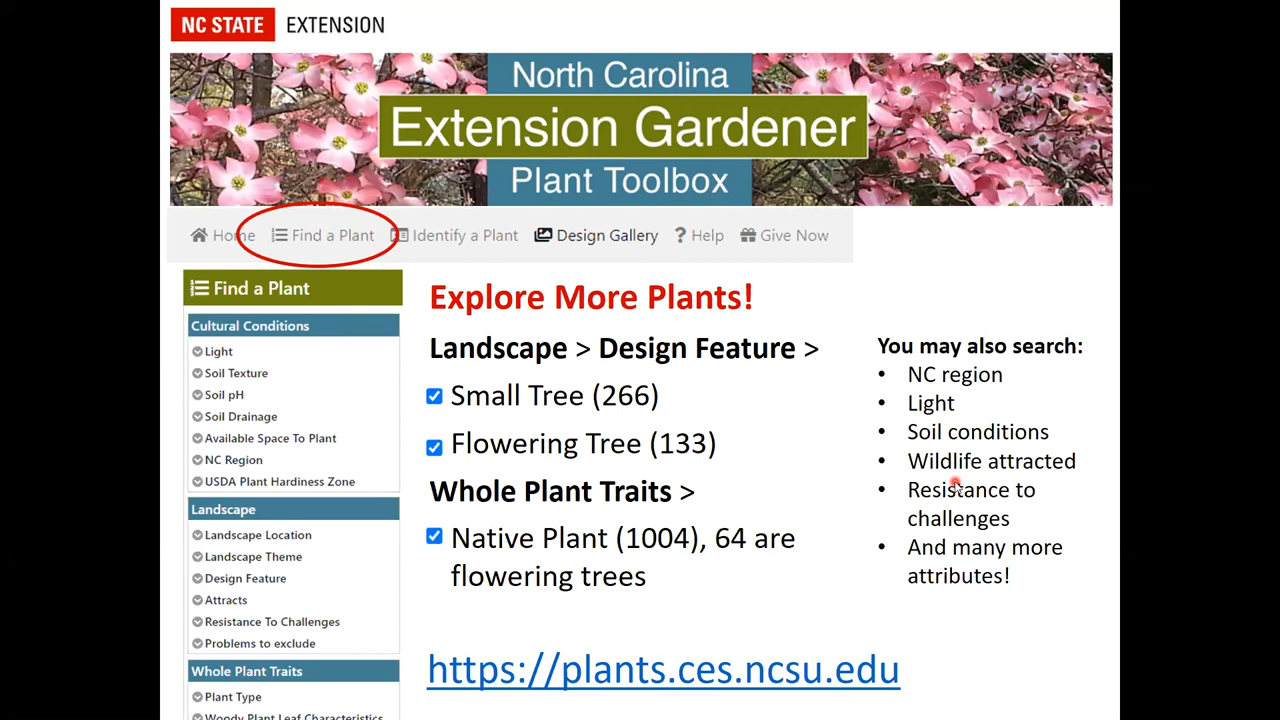 NC STATE EXTENSION
North Carolina
Extension Gardener
Plant Toolbox
Home Find a Plant Identify a Plant Design Gallery ? Help Give Now
Find a Plant
Cultural Conditions
Light
Soil Texture
Soil pH
Soil Drainage
Available Space To Plant
NC Region
USDA Plant Hardiness Zone
Landscape
Landscape Location
Landscape Theme
Design Feature
Attracts
Resistance To Challenges
Problems to exclude
Whole Plant Traits
Plant Type
Woody Plant Leaf Characteristics
Explore More Plants!
Landscape > Design Feature >
Small Tree (266)
Flowering Tree (133)
Whole Plant Traits >
Native Plant (1004), 64 are
flowering trees
You may also search:
• NC region
• Light
• Soil conditions
• Wildlife attracted
• Resistance to
challenges
• And many more
attributes!
https://plants.ces.ncsu.edu